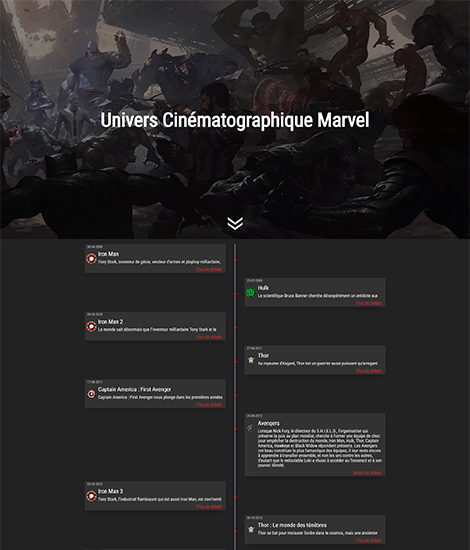 Univers Cinématographique Marvel
30-04-2008
Iron Man
Tony Stark, inventeur de génie, vendeur d'armes et playboy milliardaire,
Plus de détails
23-07-2008
Hulk
Le scientifique Bruce Banner cherche désespérément un antidote aux
Plus de détails
28-04-2010
Iron Man 2
Le monde sait désormais que l'inventeur milliardaire Tony Stark et le
Plus de détails
27-04-2011
Thor
Au royaume d'Asgard, Thor est un guerrier aussi puissant qu'arrogant
Plus de détails
17-08-2011
Captain America : First Avenger
Captain America : First Avenger nous plonge dans les premières années
Plus de détails
25-04-2012
Avengers
Lorsque Nick Fury, le directeur du S.H.I.E.L.D., l'organisation qui
préserve la paix au plan mondial, cherche à former une équipe de choc
pour empêcher la destruction du monde, Iron Man, Hulk, Thor, Captain
America, Hawkeye et Black Widow répondent présents. Les Avengers
ont beau constituer la plus fantastique des équipes, il leur reste encore
à apprendre à travailler ensemble, et non les uns contre les autres,
d'autant que le redoutable Loki a réussi à accéder au Tesseract et à son
pouvoir illimité.
Moins de détails
Iron Man 3
Tony Stark, l'industriel flamboyant qui est aussi Iron Man, est confronté
Plus de détails
30-10-2013
Thor : Le monde des ténèbres
Thor se bat pour restaurer l'ordre dans le cosmos, mais une ancienne
Plus de détails